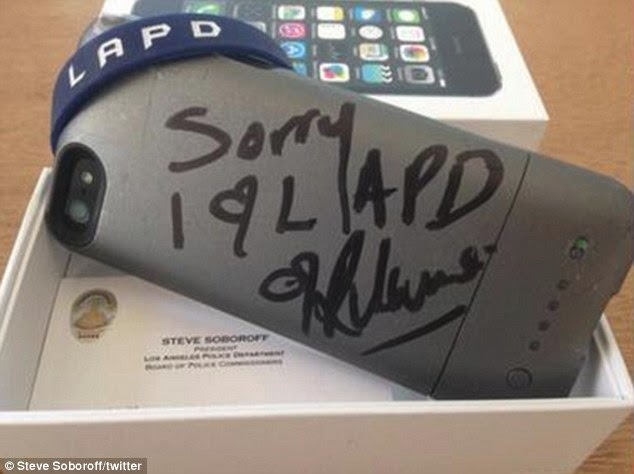 LAPD
Sorry
I ♡ LAPD
STEVE SOBOROFF
PRESIDENT
LOS ANGELES POLICE DEPARTMENT
BOARD OF POLICE COMMISSIONERS
© Steve Soboroff/twitter